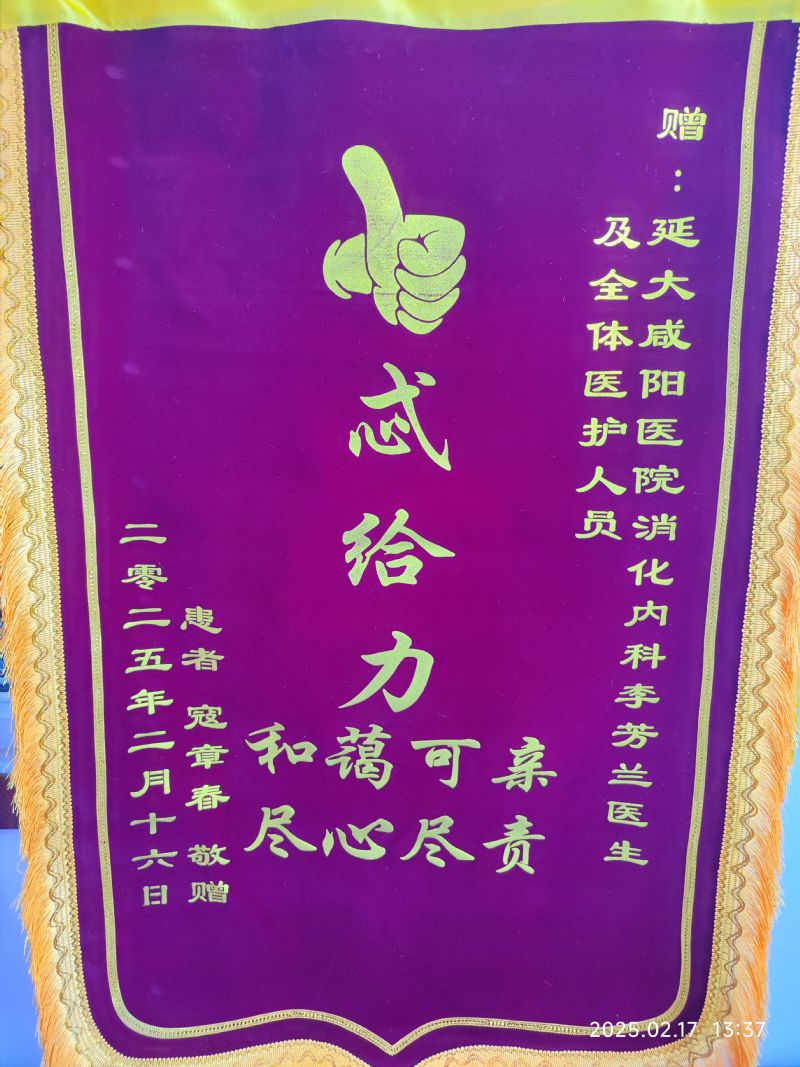 赠:
延大咸阳医院消化内科李芳兰医生
及全体医护人员
忒给力
和蔼可亲
尽心尽责
患者 寇章春 敬赠
二零二五年二月十六日
2025.02.17 13:37